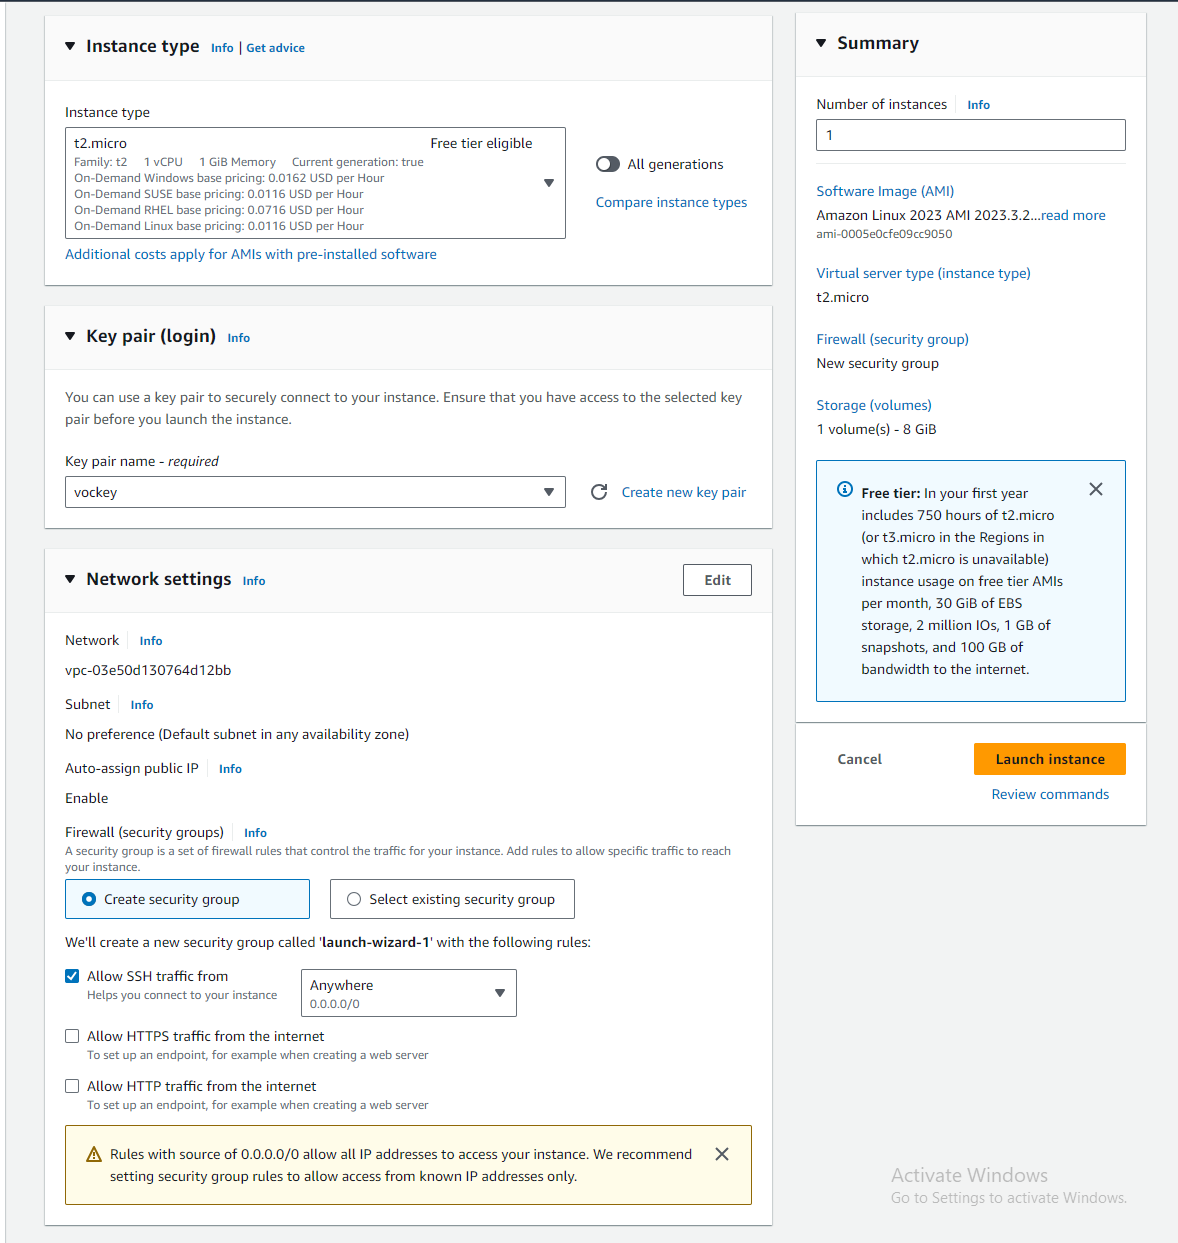 Instance type Info | Get advice
Instance type
t2.micro Free tier eligible
Family: t2 1 vCPU 1 GiB Memory Current generation: true
On-Demand Windows base pricing: 0.0162 USD per Hour
On-Demand SUSE base pricing: 0.0116 USD per Hour
On-Demand RHEL base pricing: 0.0716 USD per Hour
On-Demand Linux base pricing: 0.0116 USD per Hour
All generations
Compare instance types
Additional costs apply for AMIs with pre-installed software
Key pair (login) Info
You can use a key pair to securely connect to your instance. Ensure that you have access to the selected key
pair before you launch the instance.
Key pair name - required
vockey
Create new key pair
Network settings Info
Edit
Network Info
vpc-03e50d130764d12bb
Subnet Info
No preference (Default subnet in any availability zone)
Auto-assign public IP Info
Enable
Firewall (security groups) Info
A security group is a set of firewall rules that control the traffic for your instance. Add rules to allow specific traffic to reach
your instance.
Create security group
Select existing security group
We'll create a new security group called 'launch-wizard-1' with the following rules:
Allow SSH traffic from
Helps you connect to your instance
Anywhere
0.0.0.0/0
Allow HTTPS traffic from the internet
To set up an endpoint, for example when creating a web server
Allow HTTP traffic from the internet
To set up an endpoint, for example when creating a web server
Rules with source of 0.0.0.0/0 allow all IP addresses to access your instance. We recommend
setting security group rules to allow access from known IP addresses only.
Summary
Number of instances Info
1
Software Image (AMI)
Amazon Linux 2023 AMI 2023.3.2...read more
ami-0005e0cfe09cc9050
Virtual server type (instance type)
t2.micro
Firewall (security group)
New security group
Storage (volumes)
1 volume(s) - 8 GiB
Free tier: In your first year
includes 750 hours of t2.micro
(or t3.micro in the Regions in
which t2.micro is unavailable)
instance usage on free tier AMIs
per month, 30 GiB of EBS
storage, 2 million IOs, 1 GB of
snapshots, and 100 GB of
bandwidth to the internet.
Cancel
Launch instance
Review commands
Activate Windows
Go to Settings to activate Windows.